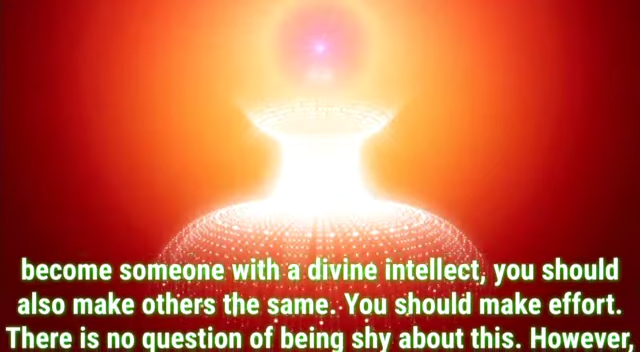 become someone with a divine intellect, you should
also make others the same. You should make effort.
There is no question of being shy about this. However,